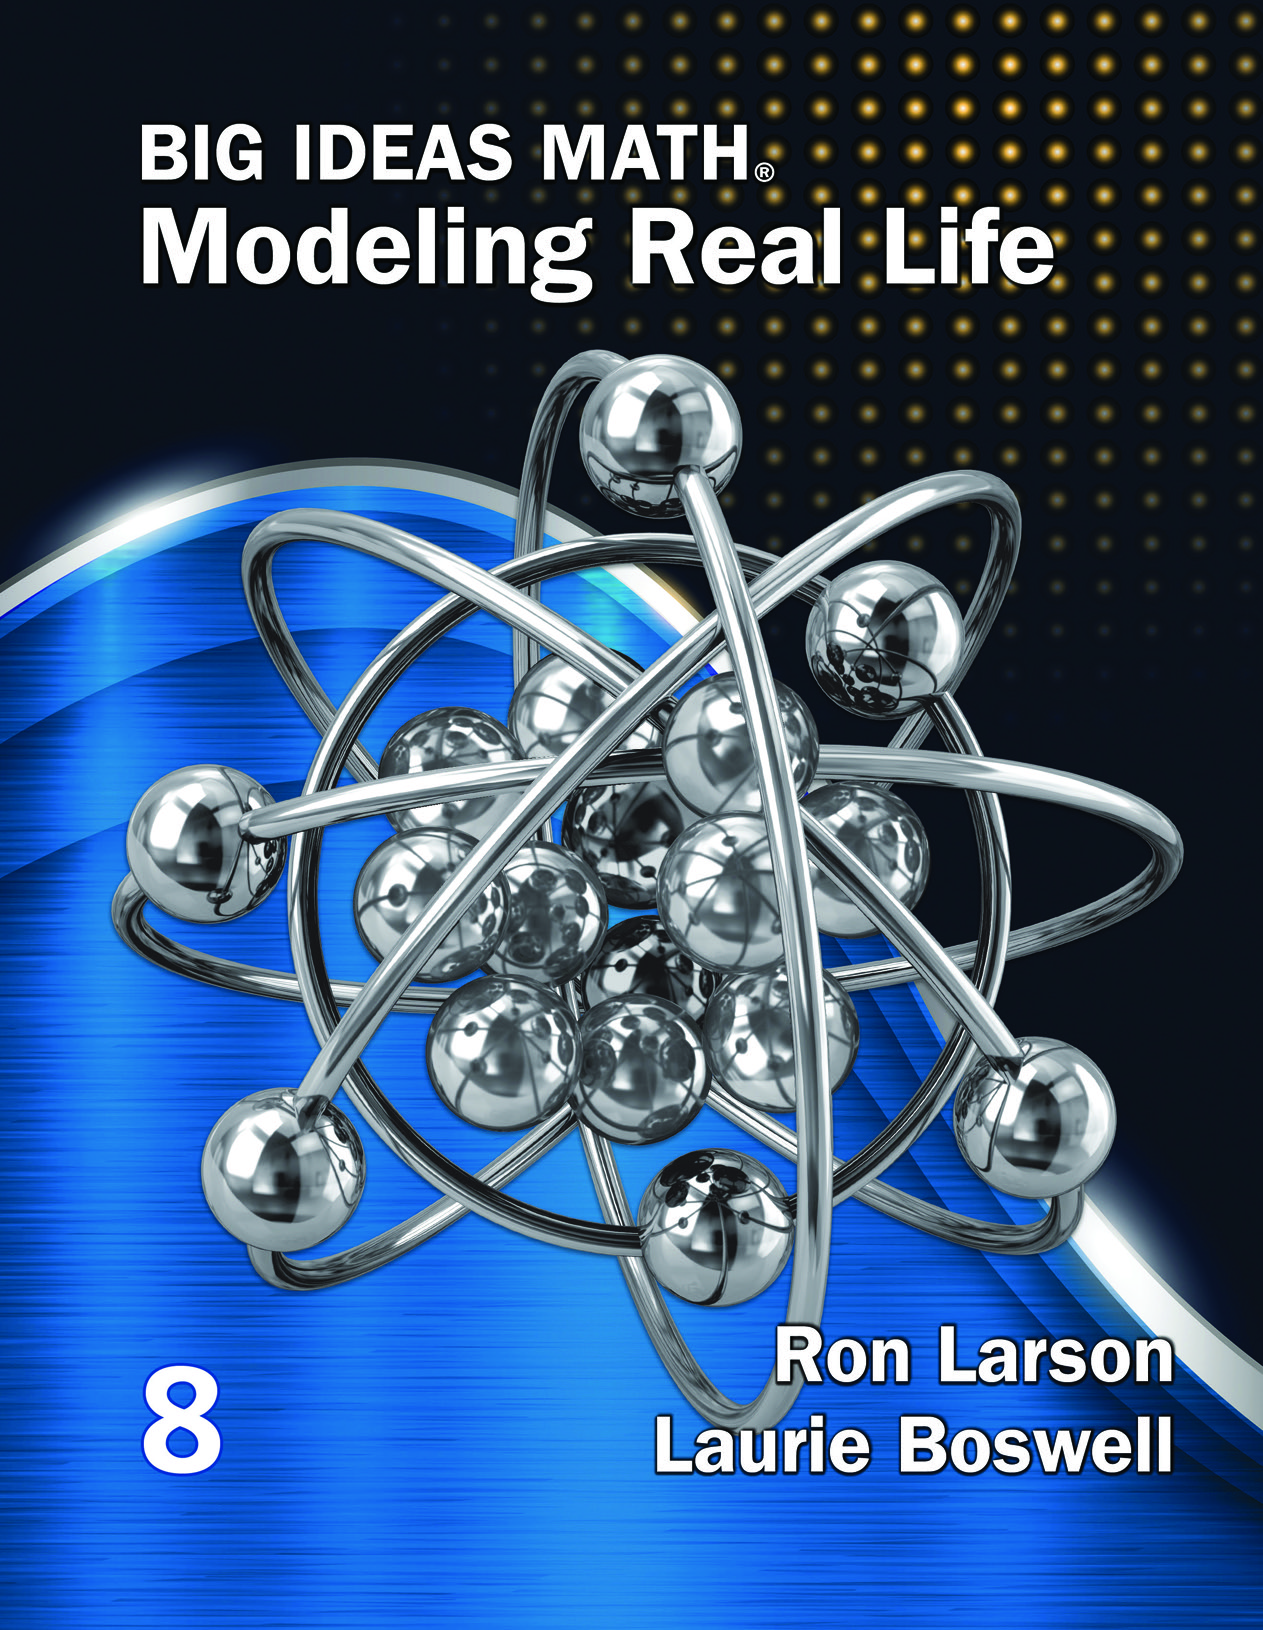 BIG IDEAS MATH®
Modeling Real Life
Ron Larson
8
Laurie Boswell